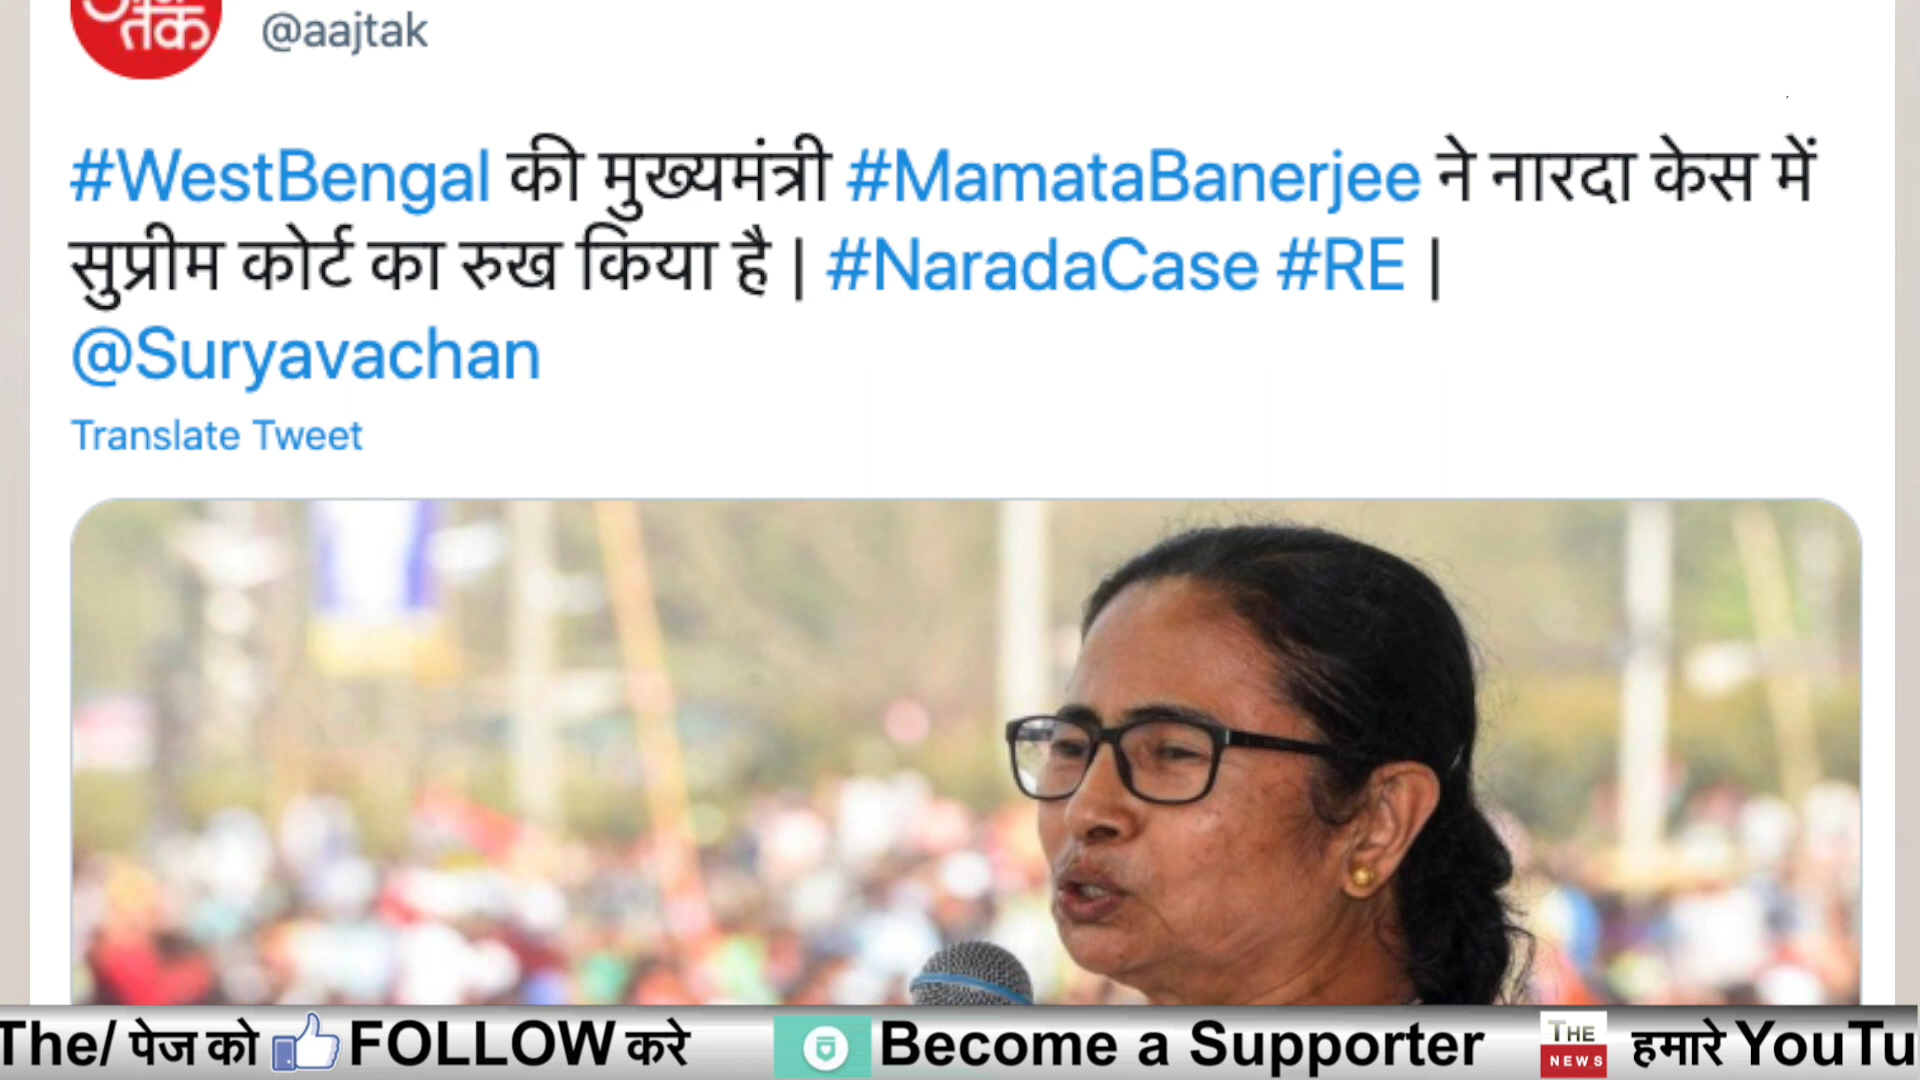 तक
@aajtak
#WestBengal की मुख्यमंत्री #MamataBanerjee ने नारदा केस में
सुप्रीम कोर्ट का रुख किया है | #NaradaCase #RE |
@Suryavachan
Translate Tweet
The/ पेज को FOLLOW करे Become a Supporter THE NEWS हमारे YouTu